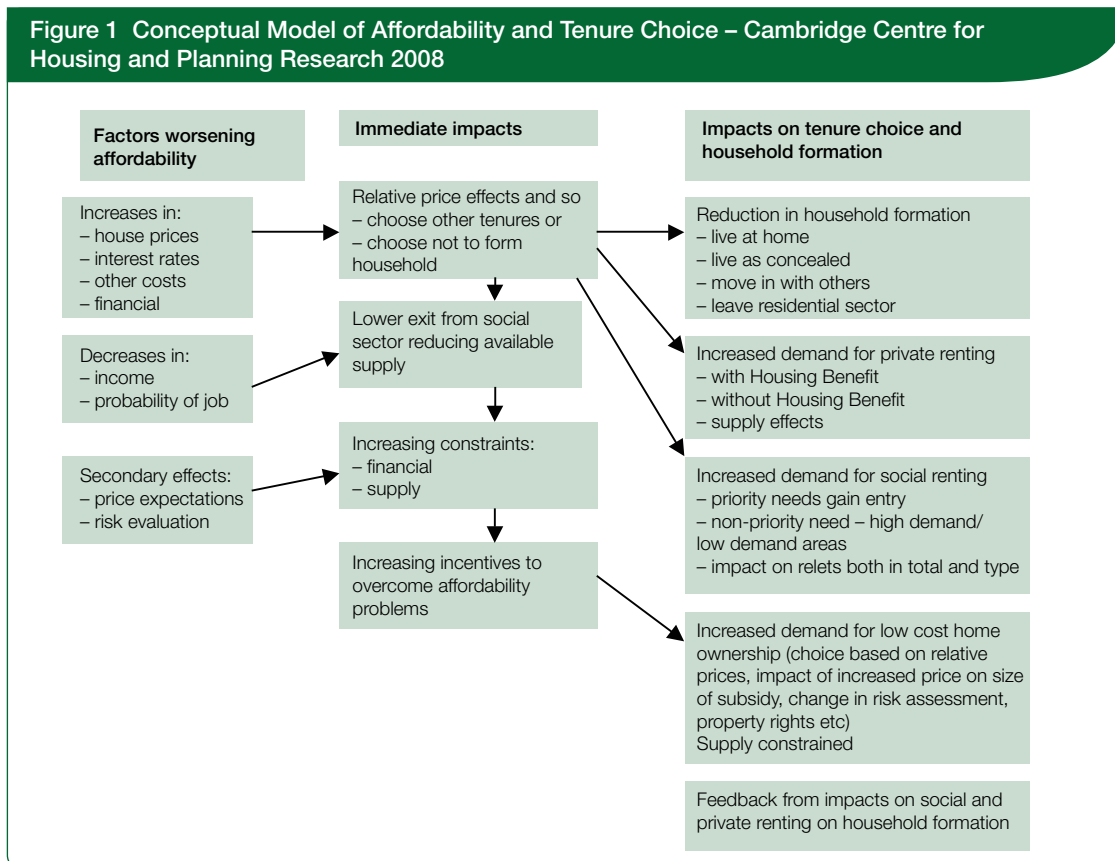 Figure 1 Conceptual Model of Affordability and Tenure Choice – Cambridge Centre for
Housing and Planning Research 2008
Factors worsening
affordability
Increases in:
– house prices
– interest rates
– other costs
– financial
Decreases in:
– income
– probability of job
Secondary effects:
– price expectations
– risk evaluation
Immediate impacts
Relative price effects and so
– choose other tenures or
– choose not to form
household
Lower exit from social
sector reducing available
supply
Increasing constraints:
– financial
– supply
Increasing incentives to
overcome affordability
problems
Impacts on tenure choice and
household formation
Reduction in household formation
– live at home
– live as concealed
– move in with others
– leave residential sector
Increased demand for private renting
– with Housing Benefit
– without Housing Benefit
– supply effects
Increased demand for social renting
– priority needs gain entry
– non-priority need – high demand/
low demand areas
– impact on relets both in total and type
Increased demand for low cost home
ownership (choice based on relative
prices, impact of increased price on size
of subsidy, change in risk assessment,
property rights etc)
Supply constrained
Feedback from impacts on social and
private renting on household formation